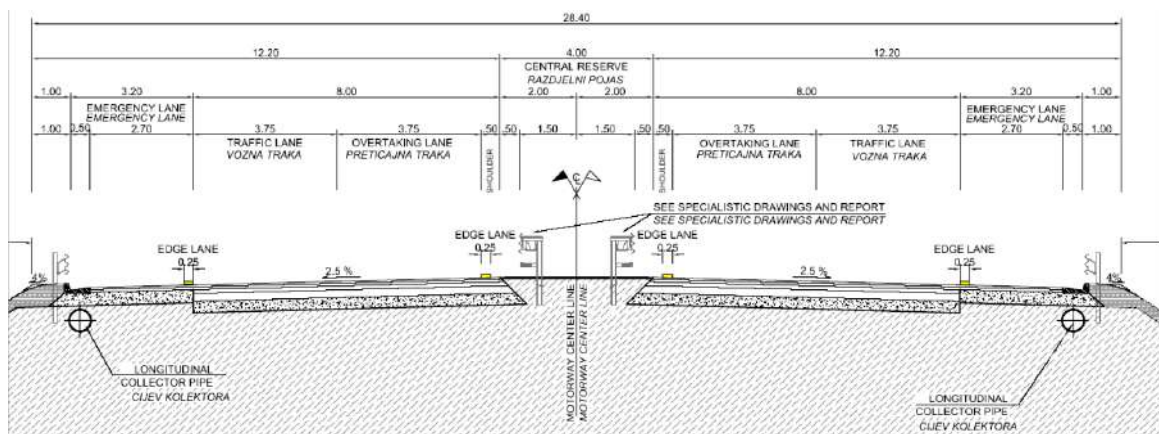 28.40
12.20 4.00 12.20
CENTRAL RESERVE
RAZDJELNI POJAS
1.00 3.20 8.00 2.00 2.00 8.00 3.20 1.00
EMERGENCY LANE EMERGENCY LANE
EMERGENCY LANE EMERGENCY LANE
1.00 0.50 2.70 3.75 3.75 .50 .50 1.50 1.50 .50 .50 3.75 3.75 2.70 0.50 1.00
TRAFFIC LANE OVERTAKING LANE OVERTAKING LANE TRAFFIC LANE
VOZNA TRAKA PRETICAJNA TRAKA PRETICAJNA TRAKA VOZNA TRAKA
SHOULDER
SHOULDER
SEE SPECIALISTIC DRAWINGS AND REPORT
SEE SPECIALISTIC DRAWINGS AND REPORT
EDGE LANE EDGE LANE EDGE LANE EDGE LANE
0.25 0.25 0.25 0.25
4% 2.5 % 2.5 % 4%
MOTORWAY CENTER LINE
MOTORWAY CENTER LINE
LONGITUDINAL
COLLECTOR PIPE
CIJEV KOLEKTORA
LONGITUDINAL
COLLECTOR PIPE
CIJEV KOLEKTORA